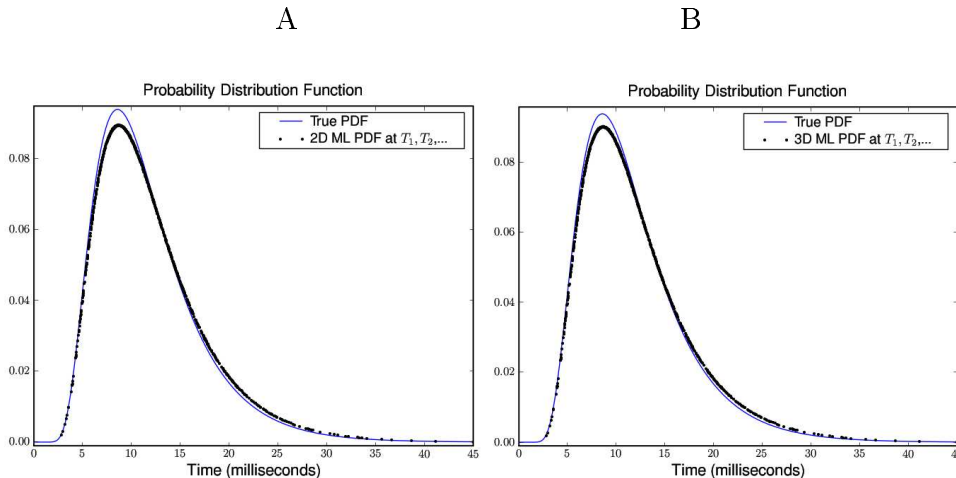 A
B
Probability Distribution Function
True PDF
2D ML PDF at T₁, T₂,...
0.08
0.06
0.04
0.02
0.00
0 5 10 15 20 25 30 35 40 45
Time (milliseconds)
Probability Distribution Function
True PDF
3D ML PDF at T₁, T₂,...
0.08
0.06
0.04
0.02
0.00
0 5 10 15 20 25 30 35 40 45
Time (milliseconds)